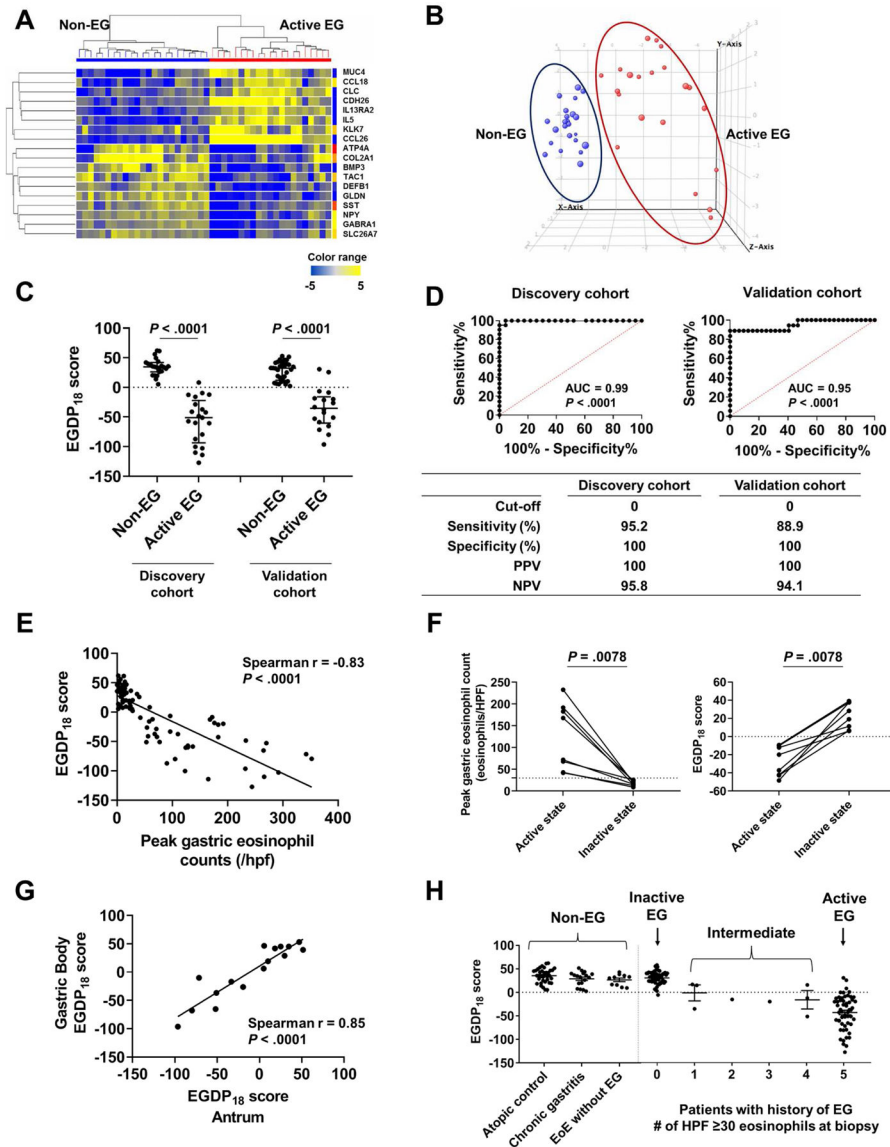 A
Non-EG
Active EG
MUC4
CCL18
CLC
CDH26
IL13RA2
IL5
KLK7
CCL26
ATP4A
COL2A1
BMP3
TAC1
DEFB1
GLDN
SST
NPY
GABRA1
SLC26A7
Color range
-5 5
B
Non-EG
Active EG
Y-Axis
X-Axis
Z-Axis
C
P < .0001 P < .0001
EGDP18 score
100
50
0
-50
-100
-150
Non-EG
Active EG
Non-EG
Active EG
Discovery cohort
Validation cohort
D
Discovery cohort
Sensitivity%
100
80
60
40
20
0
AUC = 0.99
P < .0001
0 20 40 60 80 100
100% - Specificity%
Validation cohort
Sensitivity%
100
80
60
40
20
0
AUC = 0.95
P < .0001
0 20 40 60 80 100
100% - Specificity%
Discovery cohort Validation cohort
Cut-off 0 0
Sensitivity (%) 95.2 88.9
Specificity (%) 100 100
PPV 100 100
NPV 95.8 94.1
E
Spearman r = -0.83
P < .0001
EGDP18 score
100
50
0
-50
-100
-150
0 100 200 300 400
Peak gastric eosinophil
counts (/hpf)
F
P = .0078
Peak gastric eosinophil count
(eosinophils/HPF)
250
200
150
100
50
0
Active state
Inactive state
P = .0078
EGDP18 score
60
40
20
0
-20
-40
-60
Active state
Inactive state
G
Gastric Body
EGDP18 score
100
50
0
-50
-100
-150
Spearman r = 0.85
P < .0001
-150 -100 -50 0 50 100
EGDP18 score
Antrum
H
Non-EG
Inactive
EG
Intermediate
Active
EG
EGDP18 score
100
50
0
-50
-100
-150
Atopic control
Chronic gastritis
EoE without EG
0 1 2 3 4 5
Patients with history of EG
# of HPF ≥30 eosinophils at biopsy